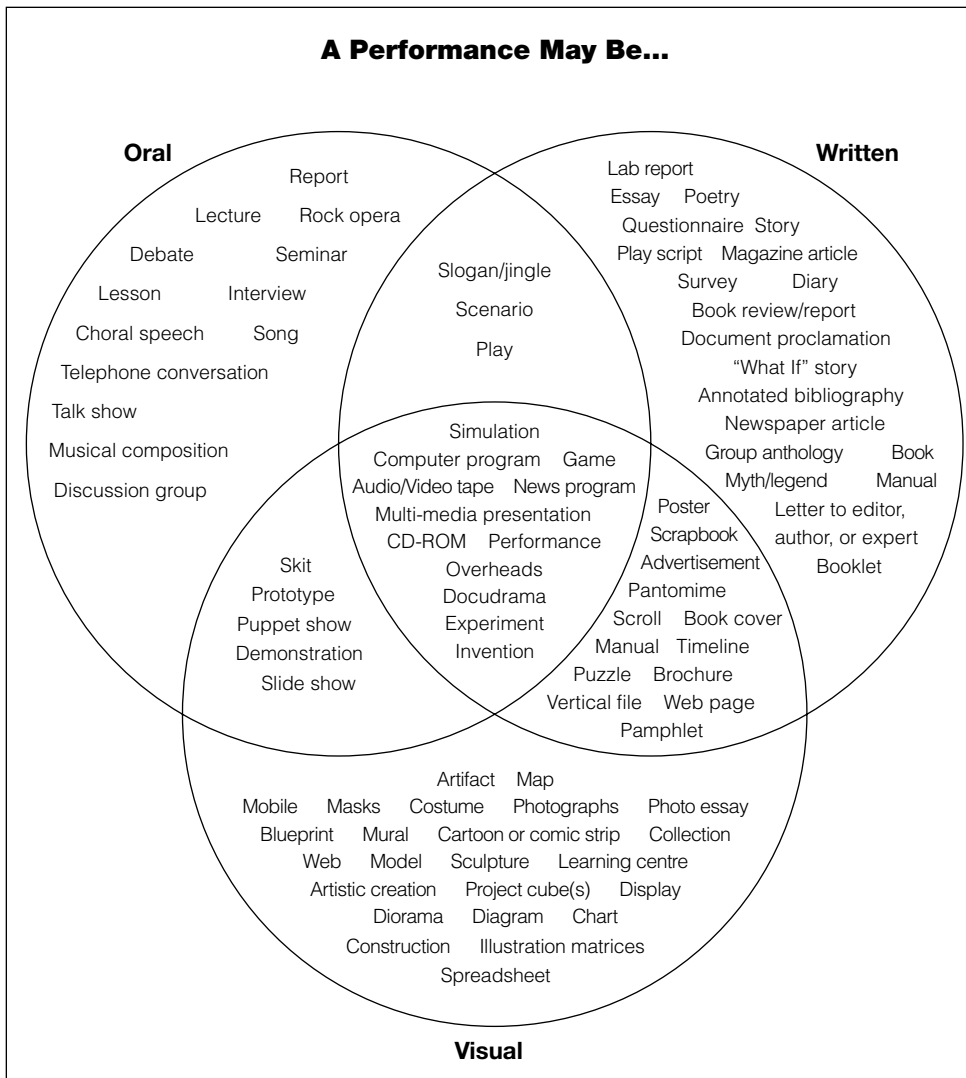 A Performance May Be...
Oral
Report
Lecture Rock opera
Debate Seminar
Lesson Interview
Choral speech Song
Telephone conversation
Talk show
Musical composition
Discussion group
Slogan/jingle
Scenario
Play
Written
Lab report
Essay Poetry
Questionnaire Story
Play script Magazine article
Survey Diary
Book review/report
Document proclamation
“What If” story
Annotated bibliography
Newspaper article
Group anthology Book
Myth/legend Manual
Letter to editor,
author, or expert
Booklet
Simulation
Computer program Game
Audio/Video tape News program
Multi-media presentation
CD-ROM Performance
Overheads
Docudrama
Experiment
Invention
Skit
Prototype
Puppet show
Demonstration
Slide show
Poster
Scrapbook
Advertisement
Pantomime
Scroll Book cover
Manual Timeline
Puzzle Brochure
Vertical file Web page
Pamphlet
Artifact Map
Mobile Masks Costume Photographs Photo essay
Blueprint Mural Cartoon or comic strip Collection
Web Model Sculpture Learning centre
Artistic creation Project cube(s) Display
Diorama Diagram Chart
Construction Illustration matrices
Spreadsheet
Visual